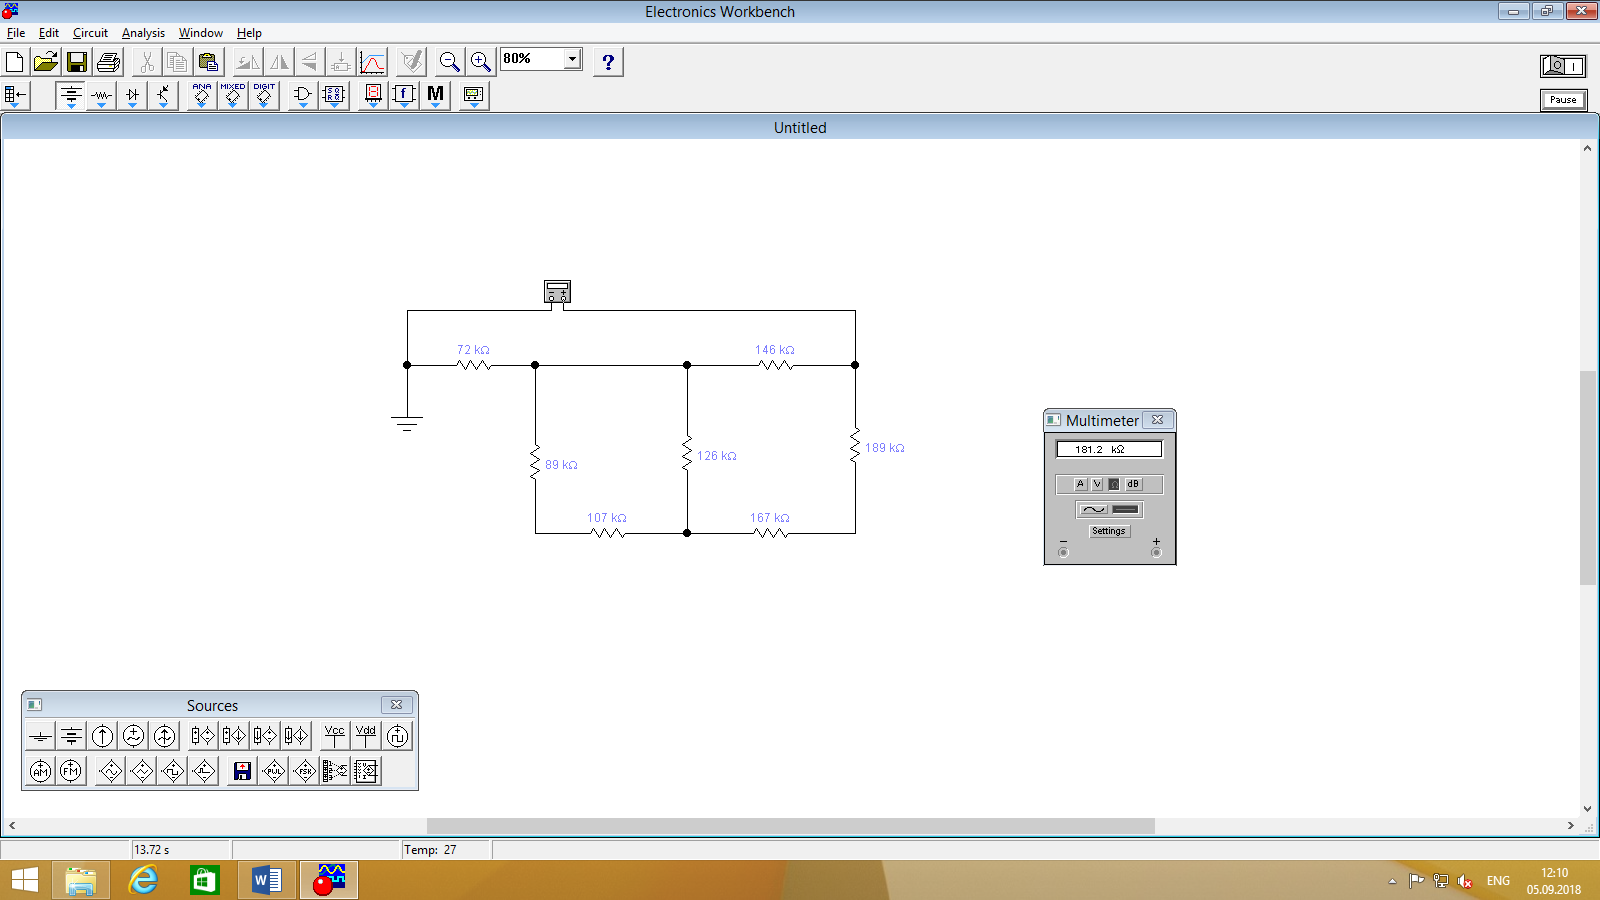 Electronics Workbench
File Edit Circuit Analysis Window Help
80%
?
ANA MIXED DIGIT
f M
Pause
Untitled
72 kΩ
146 kΩ
89 kΩ
126 kΩ
189 kΩ
107 kΩ
167 kΩ
Multimeter
181.2 kΩ
A V Ω dB
Settings
− +
Sources
Vcc Vdd
AM FM PWL FSK
13.72 s
Temp: 27
W
ENG
12:10
05.09.2018